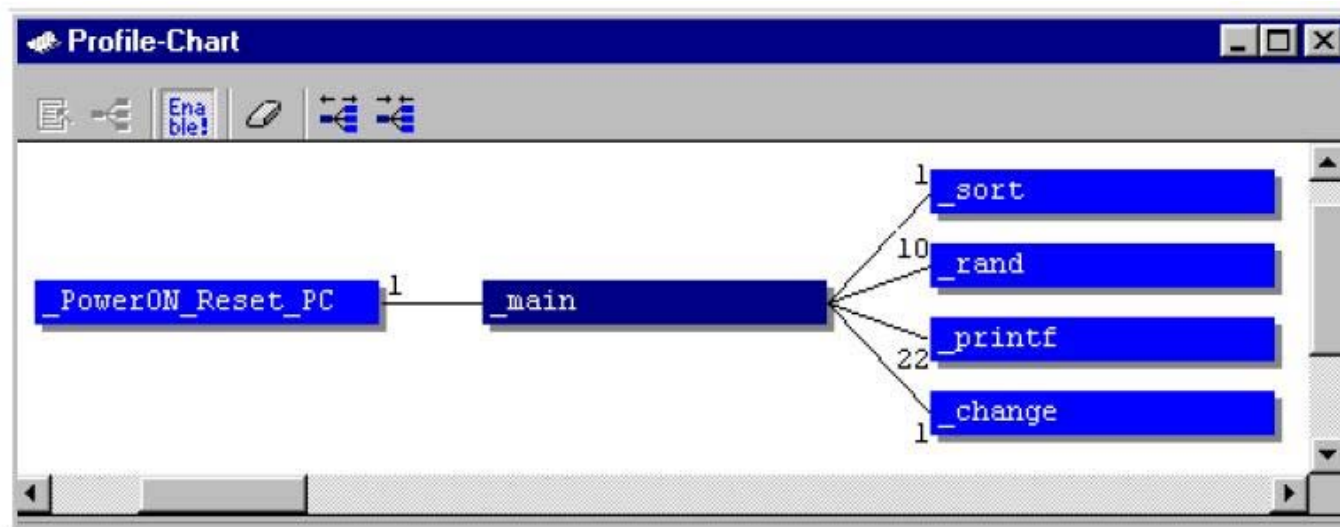 Profile-Chart
Ena
ble!
_PowerON_Reset_PC
1
_main
1
_sort
10
_rand
_printf
22
_change
1